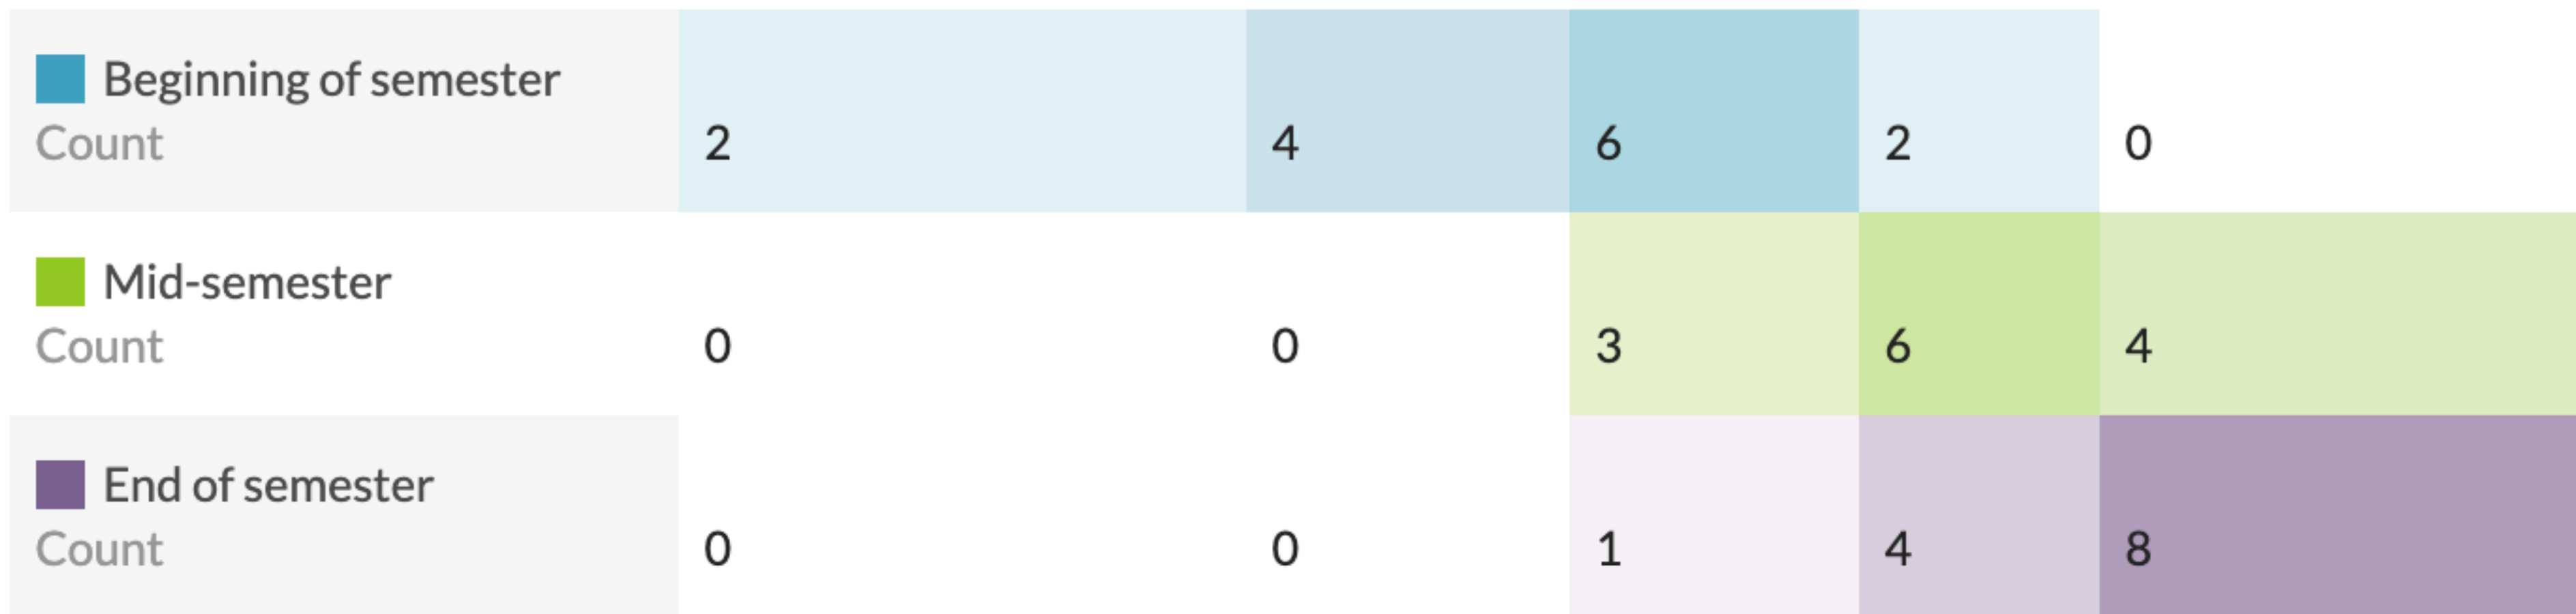 Beginning of semester
Count 2 4 6 2 0
Mid-semester
Count 0 0 3 6 4
End of semester
Count 0 0 1 4 8